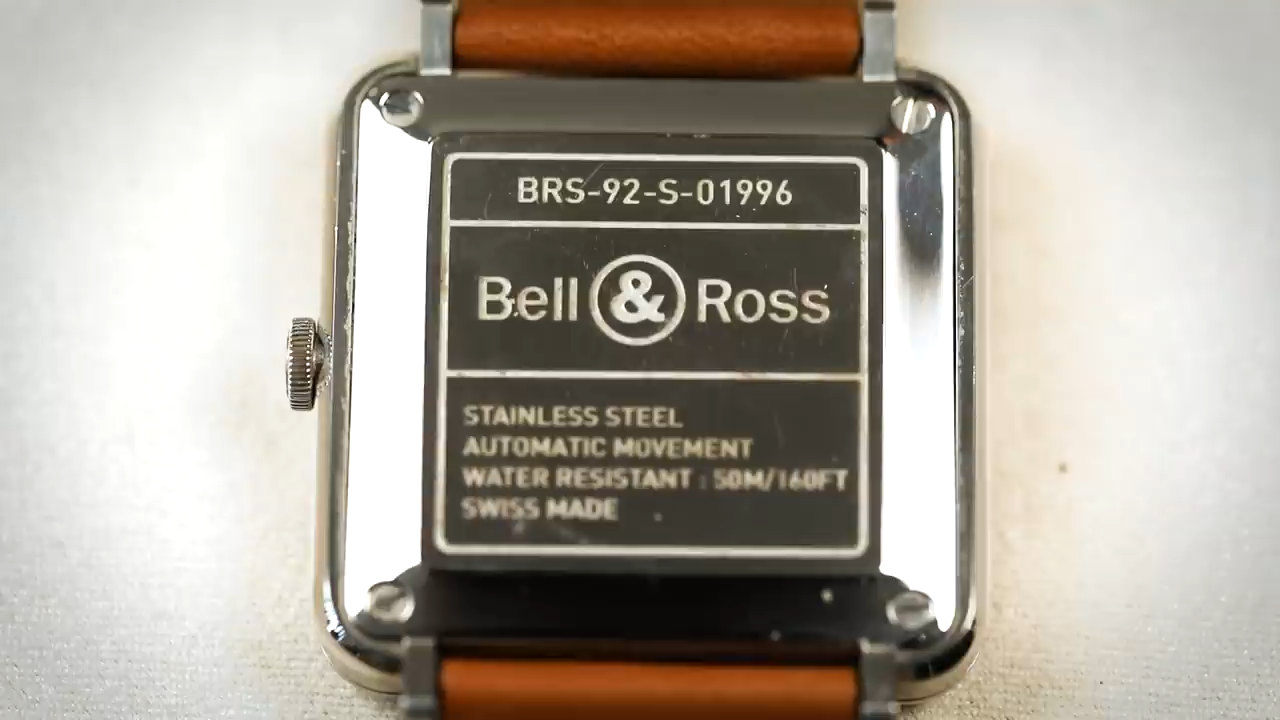 BRS-92-S-01996
Bell & Ross
STAINLESS STEEL
AUTOMATIC MOVEMENT
WATER RESISTANT : 50M/160FT
SWISS MADE